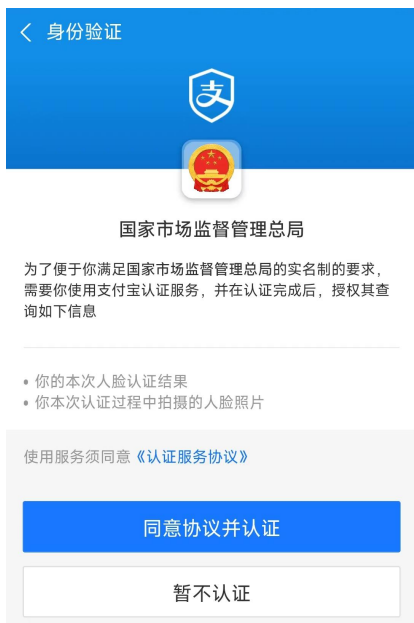 身份验证
支
国家市场监督管理总局
为了便于你满足国家市场监督管理总局的实名制的要求，
需要你使用支付宝认证服务，并在认证完成后，授权其查
询如下信息
• 你的本次人脸认证结果
• 你本次认证过程中拍摄的人脸照片
使用服务须同意《认证服务协议》
同意协议并认证
暂不认证